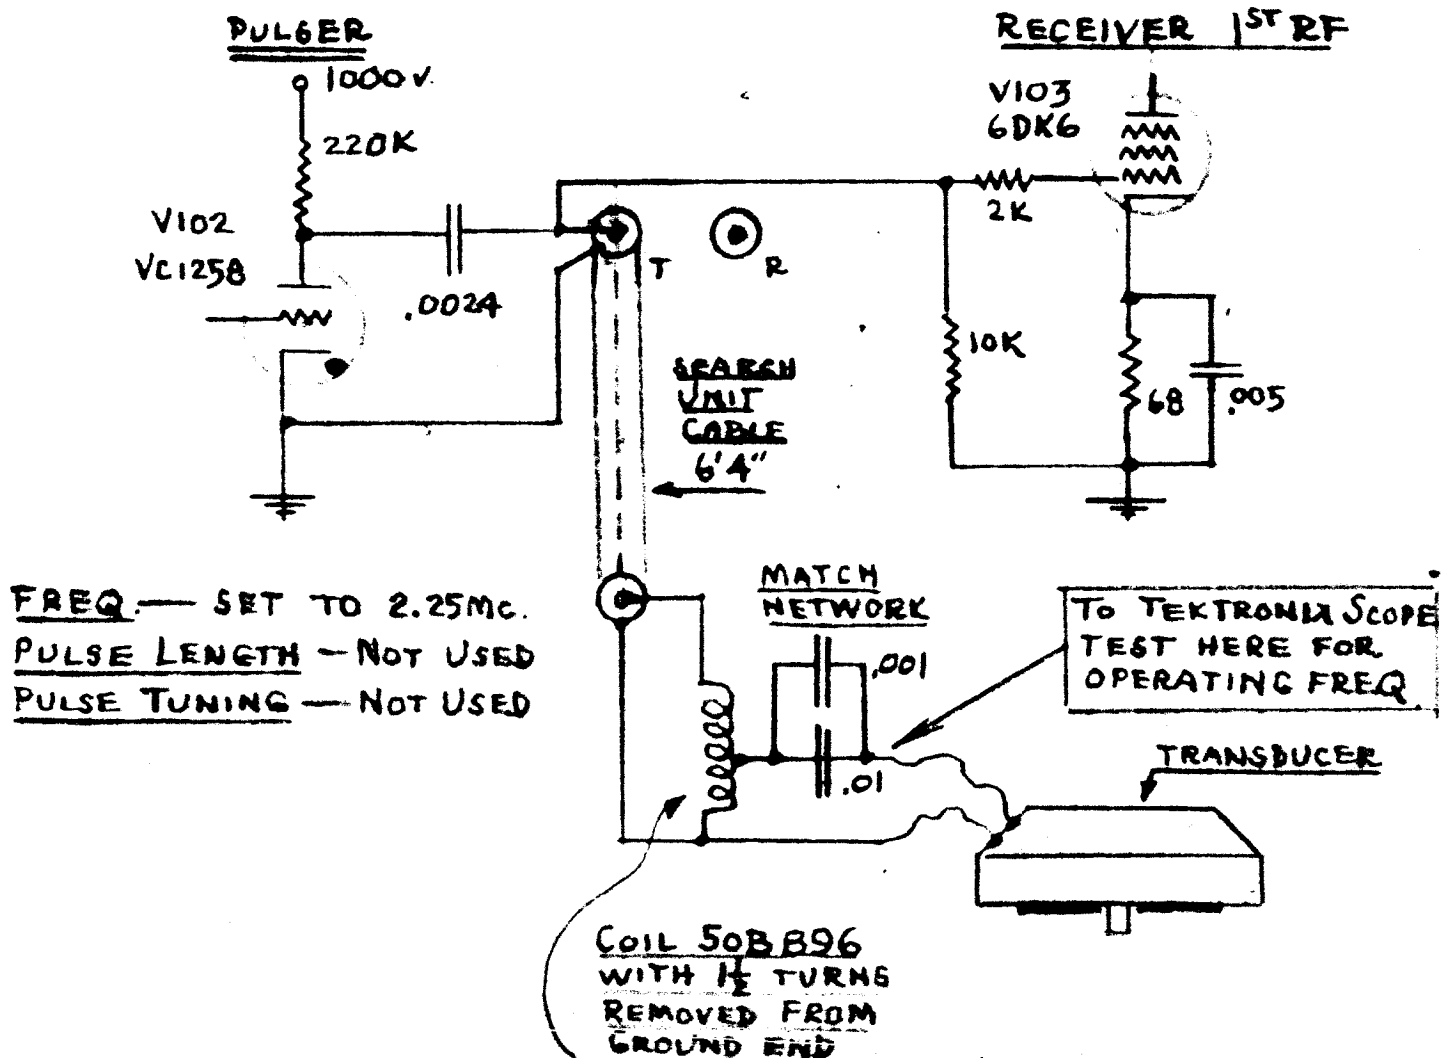 PULSER
1000V.
220K
V102
VC1258
.0024
T
R
RECEIVER 1ST RF
V103
6DK6
2K
10K
68
.005
SEARCH
UNIT
CABLE
6'4"
FREQ. — SET TO 2.25MC.
PULSE LENGTH — NOT USED
PULSE TUNING — NOT USED
MATCH
NETWORK
.001
.01
TO TEKTRONIX SCOPE
TEST HERE FOR
OPERATING FREQ.
TRANSDUCER
COIL 50B896
WITH 1½ TURNS
REMOVED FROM
GROUND END